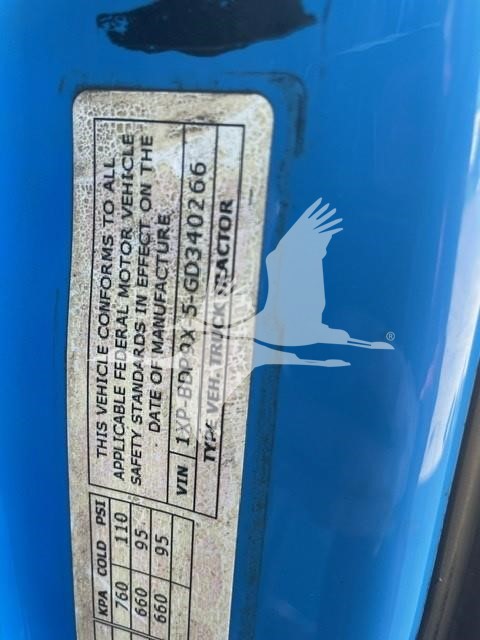 THIS VEHICLE CONFORMS TO ALL
APPLICABLE FEDERAL MOTOR VEHICLE
SAFETY STANDARDS IN EFFECT ON THE
DATE OF MANUFACTURE.
VIN 1XP-BDP9X 5-GD340266
TYPE VEH. TRUCK TRACTOR
KPA COLD PSI
760 110
660 95
660 95
®